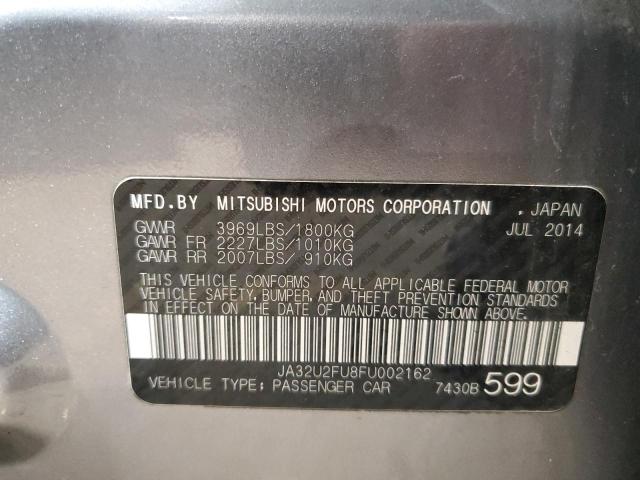 MFD.BY MITSUBISHI MOTORS CORPORATION . JAPAN
GVWR 3969LBS/1800KG JUL 2014
GAWR FR 2227LBS/1010KG
GAWR RR 2007LBS/ 910KG
THIS VEHICLE CONFORMS TO ALL APPLICABLE FEDERAL MOTOR
VEHICLE SAFETY, BUMPER, AND THEFT PREVENTION STANDARDS
IN EFFECT ON THE DATE OF MANUFACTURE SHOWN ABOVE.
JA32U2FU8FU002162
VEHICLE TYPE: PASSENGER CAR 7430B 599